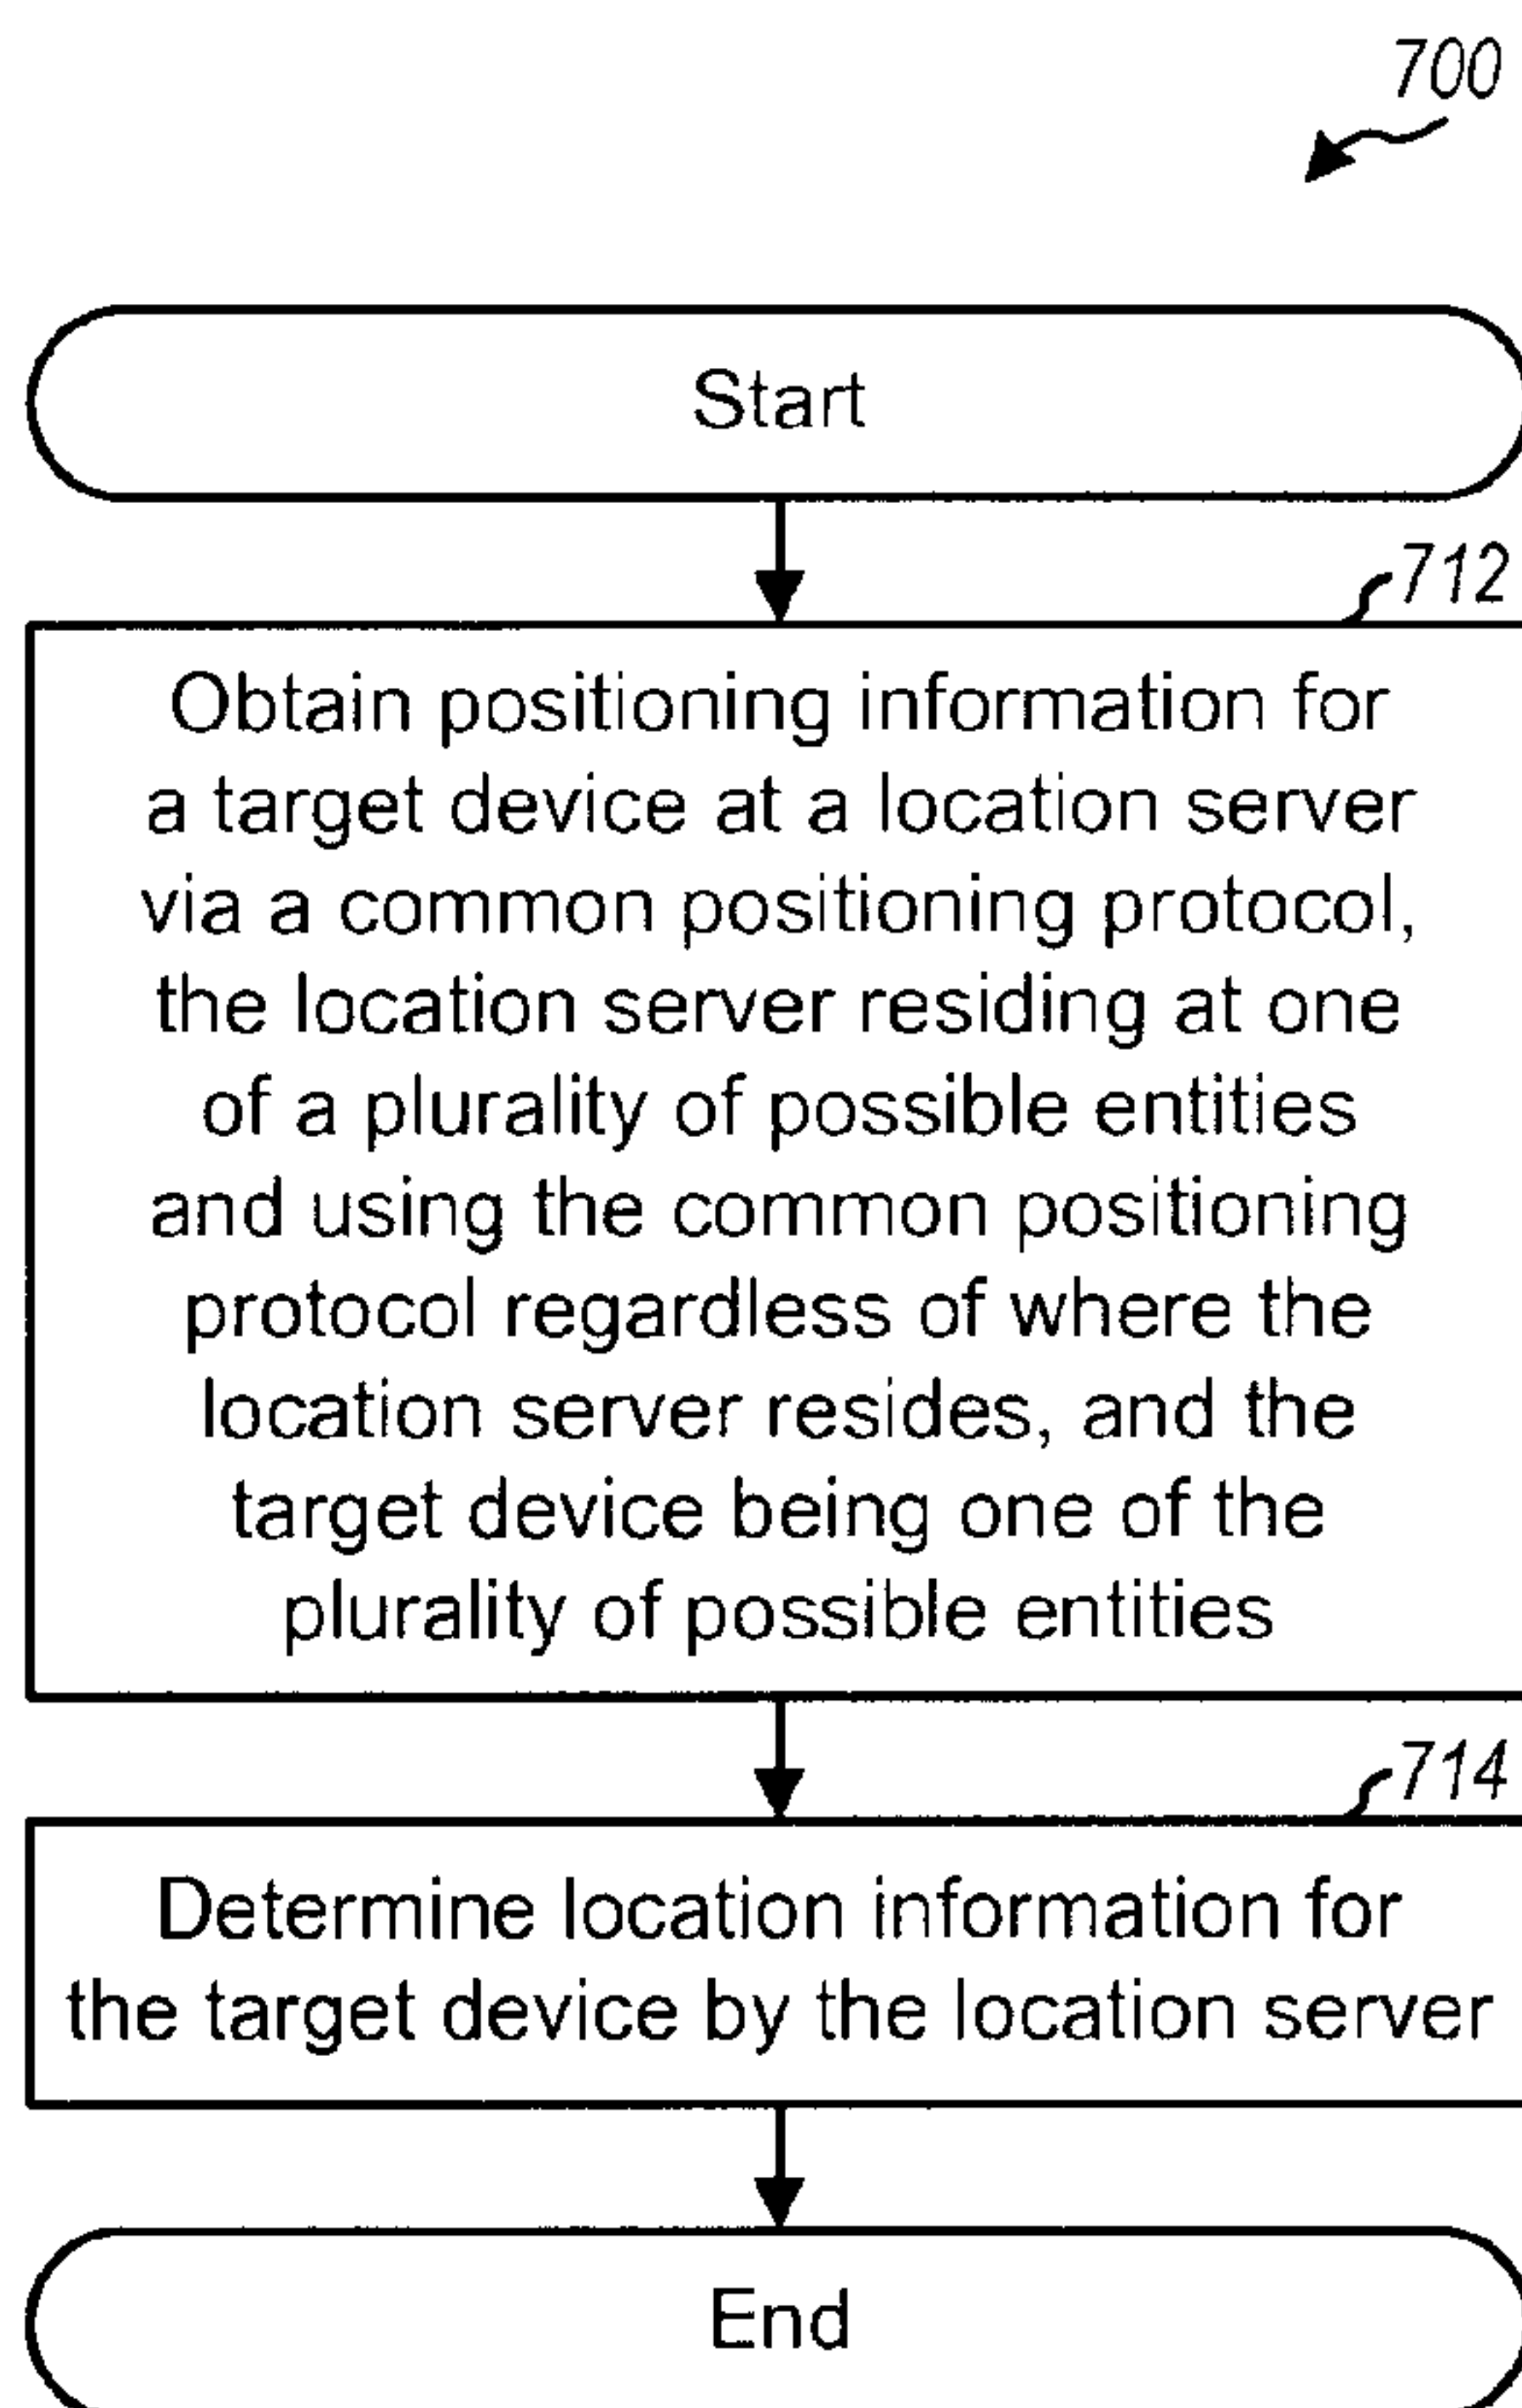 700
Start
712
Obtain positioning information for
a target device at a location server
via a common positioning protocol,
the location server residing at one
of a plurality of possible entities
and using the common positioning
protocol regardless of where the
location server resides, and the
target device being one of the
plurality of possible entities
714
Determine location information for
the target device by the location server
End